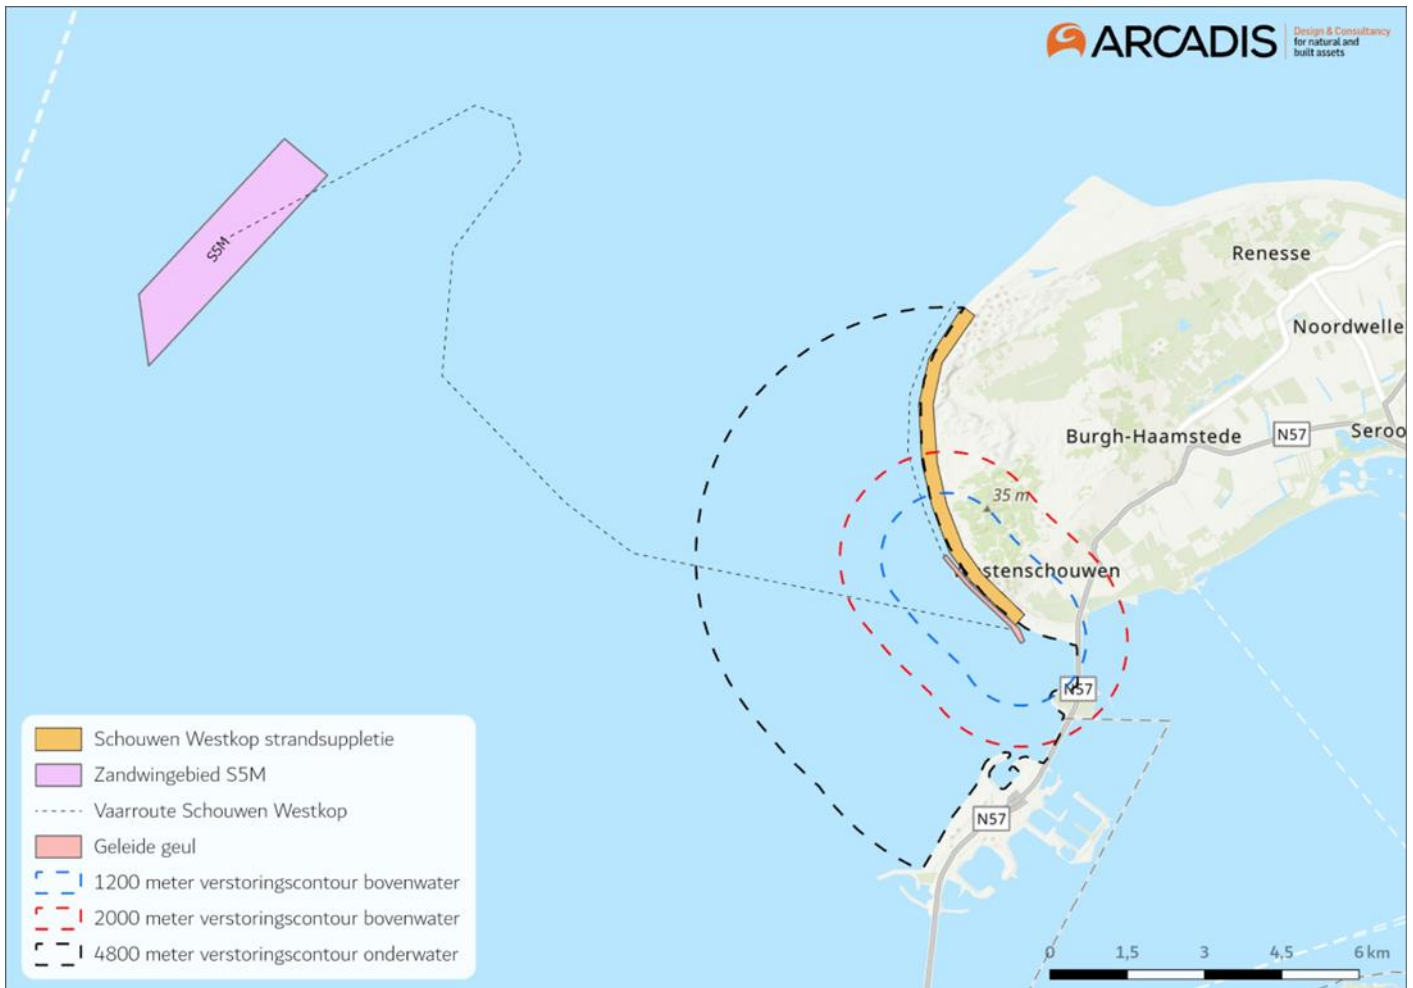 ARCADIS
Design & Consultancy
for natural and
built assets
S5M
Renesse
Noordwelle
Burgh-Haamstede
N57
Seroo
35 m
stenschouwen
N57
N57
Schouwen Westkop strandsuppletie
Zandwingebied S5M
Vaarroute Schouwen Westkop
Geleide geul
1200 meter verstoringscontour bovenwater
2000 meter verstoringscontour bovenwater
4800 meter verstoringscontour onderwater
0 1,5 3 4,5 6 km